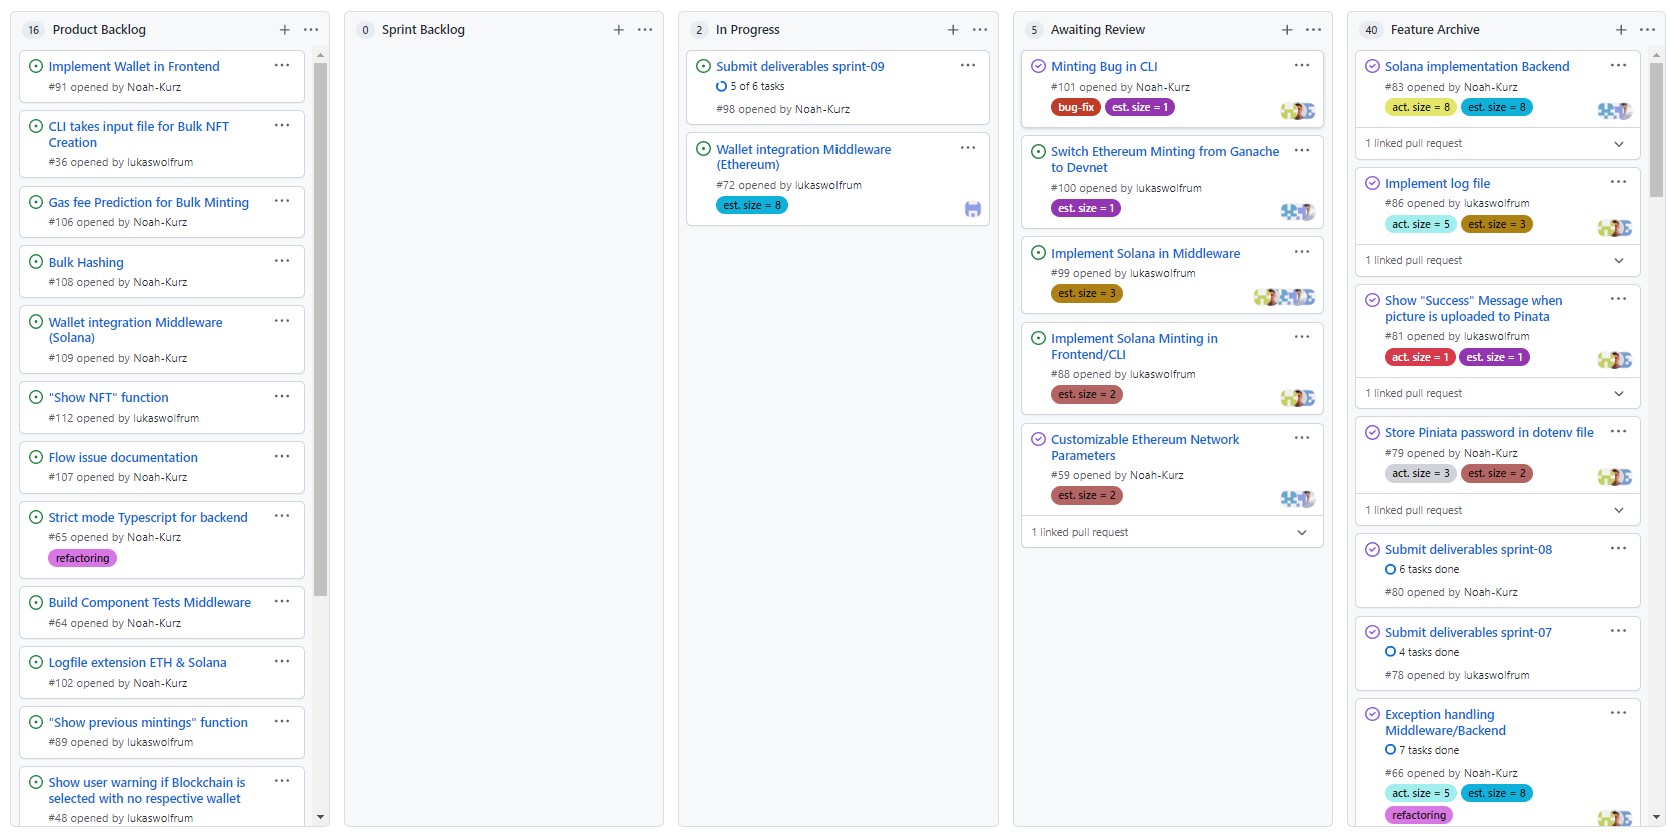 16 Product Backlog
Implement Wallet in Frontend
#91 opened by Noah-Kurz
CLI takes input file for Bulk NFT
Creation
#36 opened by lukaswolfrum
Gas fee Prediction for Bulk Minting
#106 opened by Noah-Kurz
Bulk Hashing
#108 opened by Noah-Kurz
Wallet integration Middleware
(Solana)
#109 opened by Noah-Kurz
"Show NFT" function
#112 opened by lukaswolfrum
Flow issue documentation
#107 opened by Noah-Kurz
Strict mode Typescript for backend
#65 opened by Noah-Kurz
refactoring
Build Component Tests Middleware
#64 opened by Noah-Kurz
Logfile extension ETH & Solana
#102 opened by Noah-Kurz
"Show previous mintings" function
#89 opened by lukaswolfrum
Show user warning if Blockchain is
selected with no respective wallet
#48 opened by lukaswolfrum
0 Sprint Backlog
2 In Progress
Submit deliverables sprint-09
5 of 6 tasks
#98 opened by Noah-Kurz
Wallet integration Middleware
(Ethereum)
#72 opened by lukaswolfrum
est. size = 8
5 Awaiting Review
Minting Bug in CLI
#101 opened by Noah-Kurz
bug-fix est. size = 1
Switch Ethereum Minting from Ganache
to Devnet
#100 opened by lukaswolfrum
est. size = 1
Implement Solana in Middleware
#99 opened by lukaswolfrum
est. size = 3
Implement Solana Minting in
Frontend/CLI
#88 opened by lukaswolfrum
est. size = 2
Customizable Ethereum Network
Parameters
#59 opened by Noah-Kurz
est. size = 2
1 linked pull request
40 Feature Archive
Solana implementation Backend
#83 opened by Noah-Kurz
act. size = 8 est. size = 8
1 linked pull request
Implement log file
#86 opened by lukaswolfrum
act. size = 5 est. size = 3
1 linked pull request
Show "Success" Message when
picture is uploaded to Pinata
#81 opened by lukaswolfrum
act. size = 1 est. size = 1
1 linked pull request
Store Piniata password in dotenv file
#79 opened by Noah-Kurz
act. size = 3 est. size = 2
1 linked pull request
Submit deliverables sprint-08
6 tasks done
#80 opened by Noah-Kurz
Submit deliverables sprint-07
4 tasks done
#78 opened by lukaswolfrum
Exception handling
Middleware/Backend
7 tasks done
#66 opened by Noah-Kurz
act. size = 5 est. size = 8
refactoring